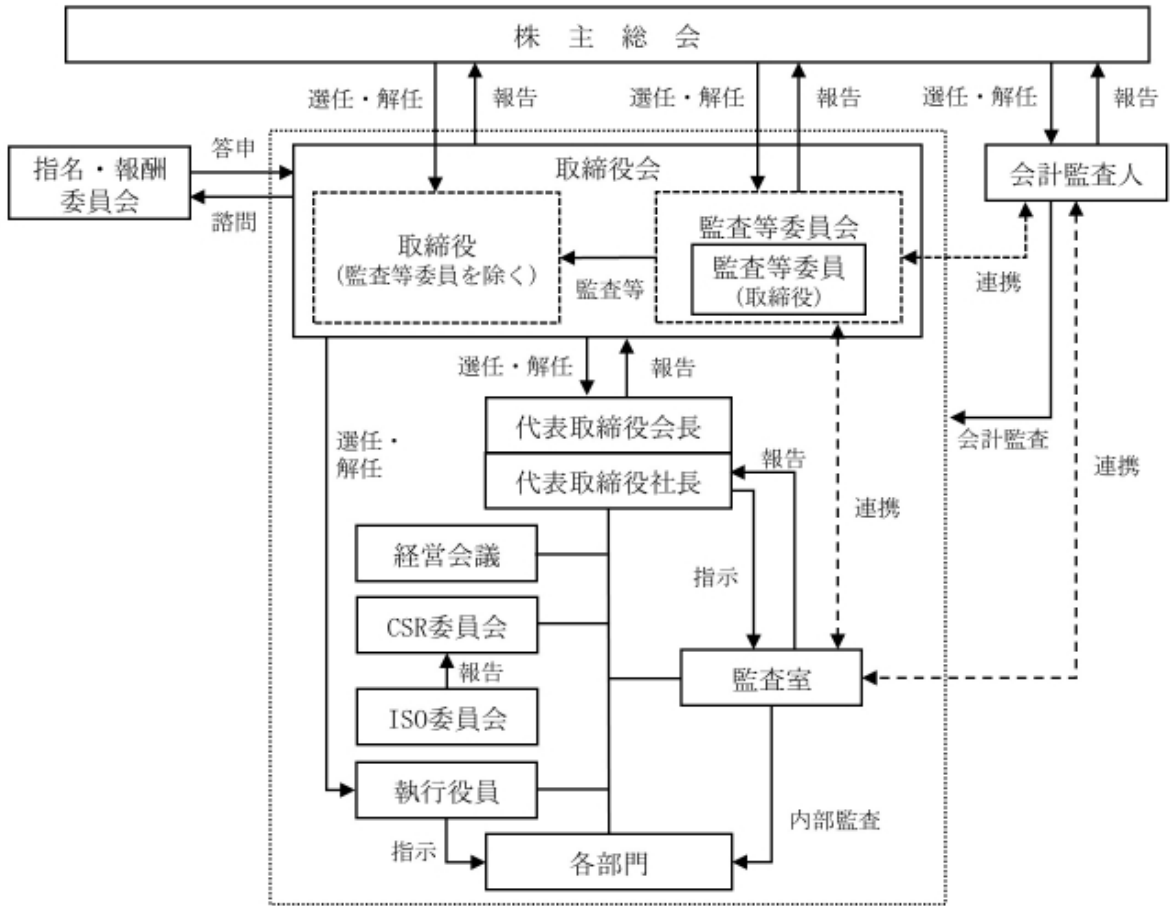 株主総会
選任・解任
報告
選任・解任
報告
選任・解任
報告
指名・報酬
委員会
答申
諮問
取締役会
会計監査人
取締役
(監査等委員を除く)
監査等
監査等委員会
監査等委員
(取締役)
連携
選任・解任
報告
選任・
解任
代表取締役会長
代表取締役社長
報告
会計監査
連携
連携
指示
経営会議
CSR委員会
報告
ISO委員会
監査室
執行役員
指示
内部監査
各部門